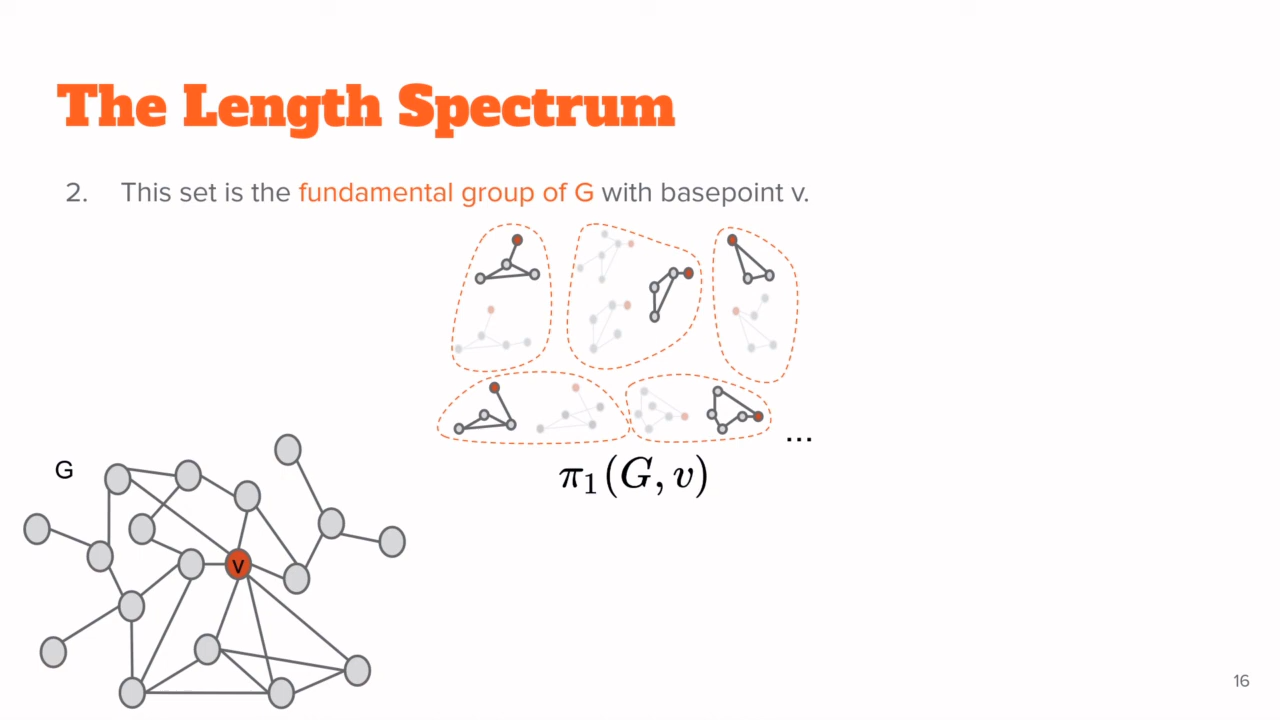 The Length Spectrum
2. This set is the fundamental group of G with basepoint v.
...
π₁(G, v)
G
v
16